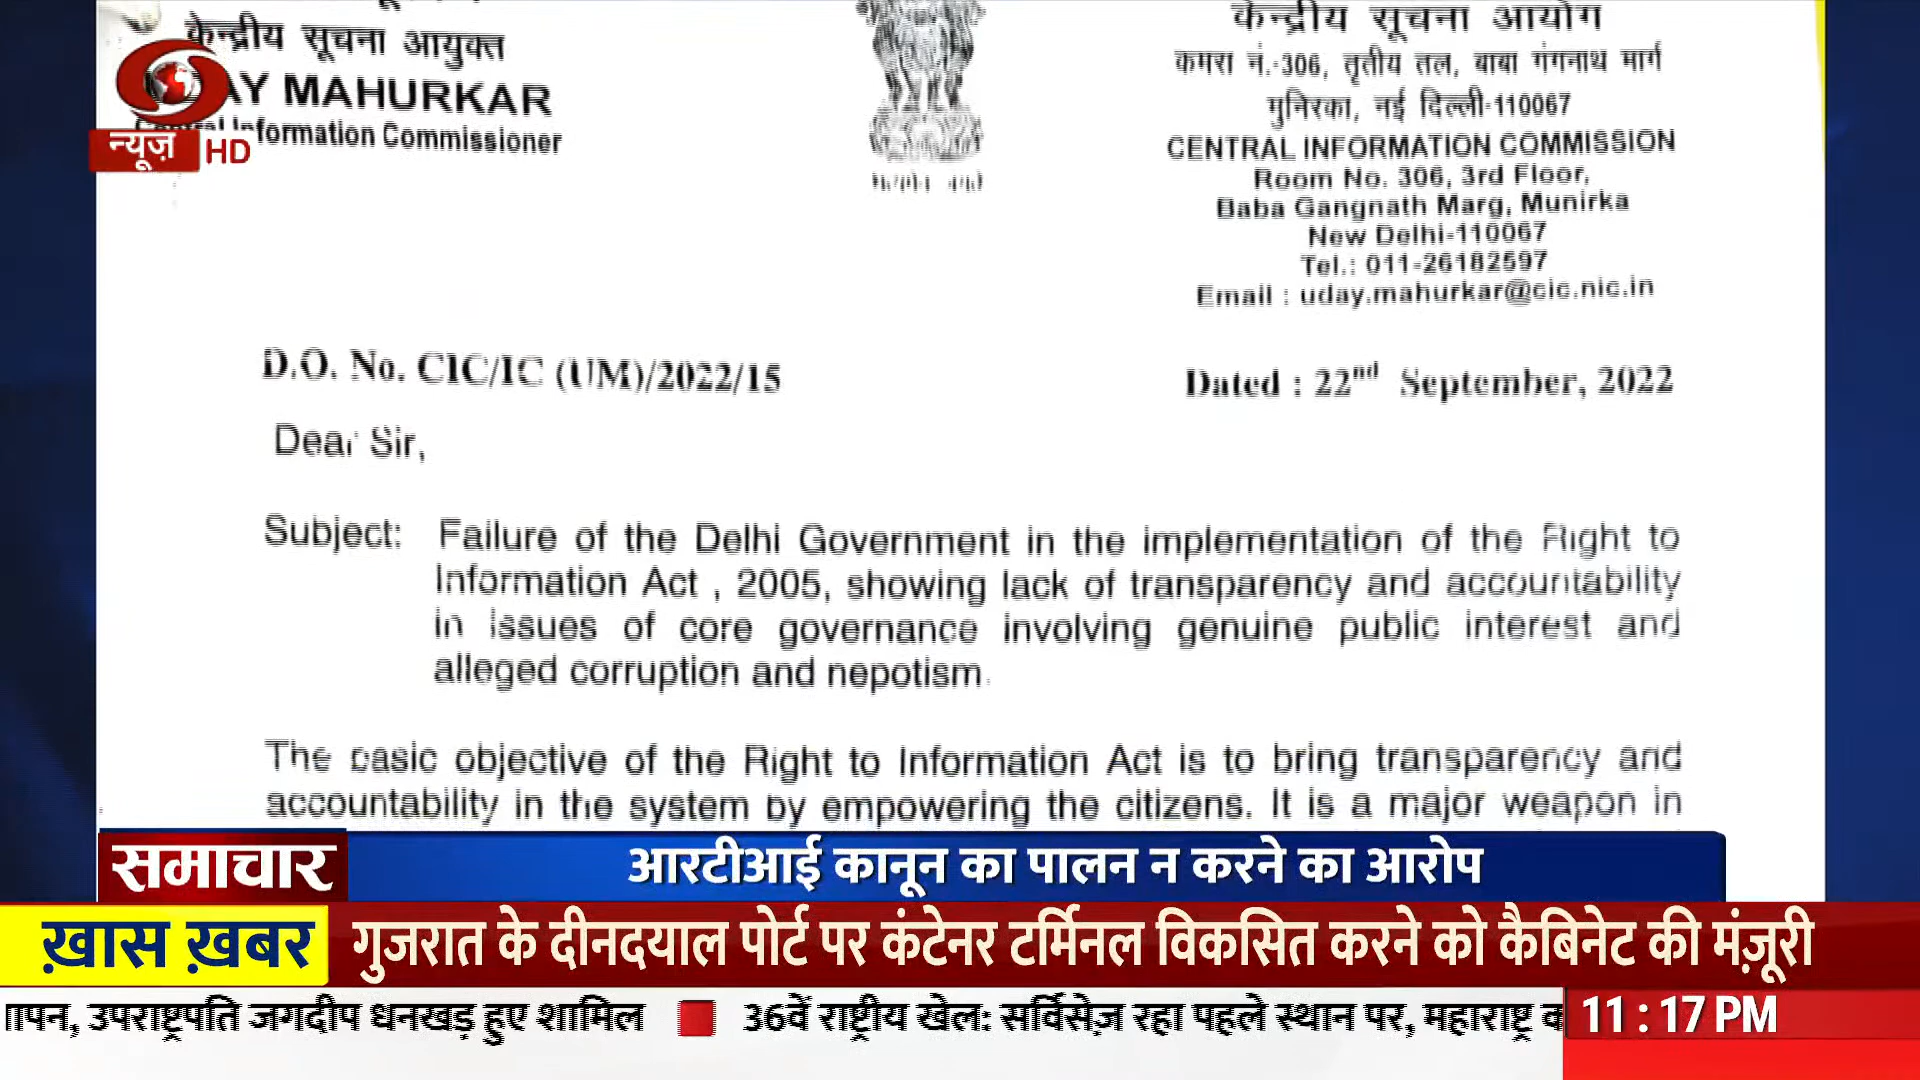 केन्द्रीय सूचना आयुक्त
AY MAHURKAR
Information Commissioner
न्यूज़ HD
केन्द्रीय सूचना आयोग
कमरा नं.-306, तृतीय तल, बाबा गंगनाथ मार्ग
मुनिरका, नई दिल्ली-110067
CENTRAL INFORMATION COMMISSION
Room No. 306, 3rd Floor,
Baba Gangnath Marg, Munirka
New Delhi-110067
Tel.: 011-26182597
Email : uday.mahurkar@cic.nic.in
D.O. No. CIC/IC (UM)/2022/15
Dated : 22nd September, 2022
Dear Sir,
Subject: Failure of the Delhi Government in the implementation of the Right to
Information Act , 2005, showing lack of transparency and accountability
in issues of core governance involving genuine public interest and
alleged corruption and nepotism.
The basic objective of the Right to Information Act is to bring transparency and
accountability in the system by empowering the citizens. It is a major weapon in
समाचार
आरटीआई कानून का पालन न करने का आरोप
ख़ास ख़बर
गुजरात के दीनदयाल पोर्ट पर कंटेनर टर्मिनल विकसित करने को कैबिनेट की मंज़ूरी
ापन, उपराष्ट्रपति जगदीप धनखड़ हुए शामिल
36वें राष्ट्रीय खेल: सर्विसेज़ रहा पहले स्थान पर, महाराष्ट्र
11 : 17 PM